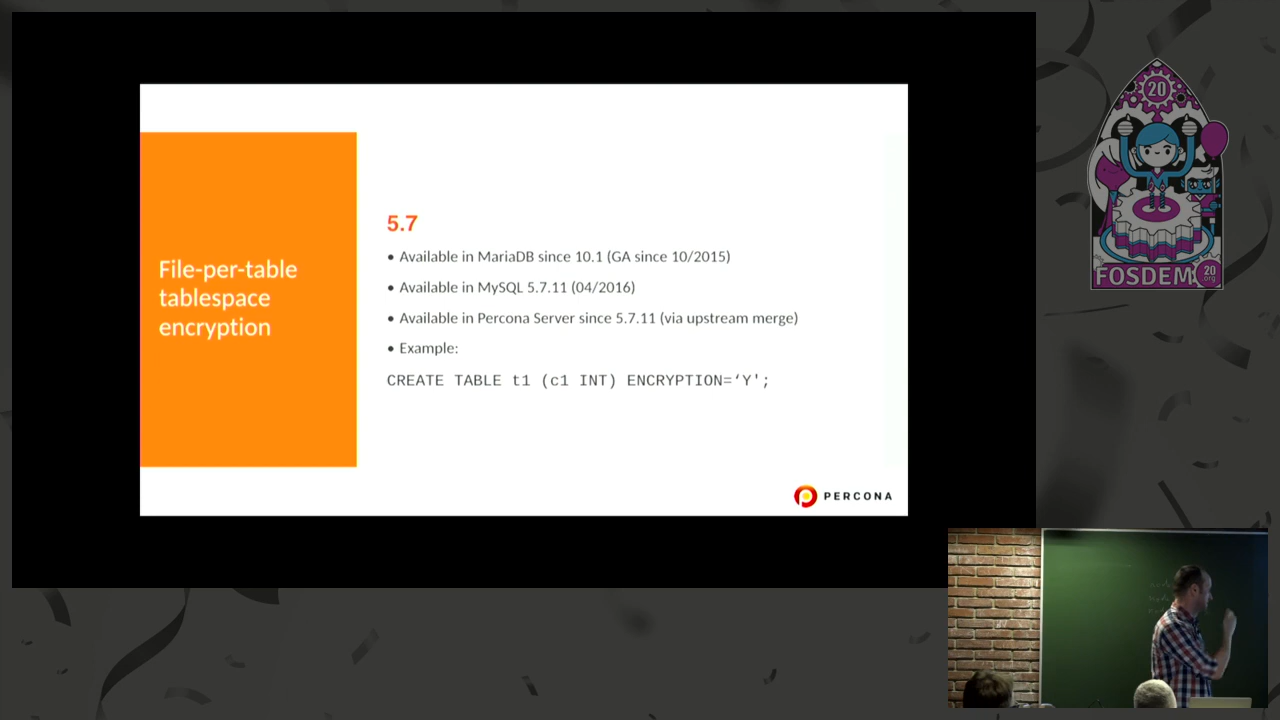 File-per-table
tablespace
encryption
5.7
• Available in MariaDB since 10.1 (GA since 10/2015)
• Available in MySQL 5.7.11 (04/2016)
• Available in Percona Server since 5.7.11 (via upstream merge)
• Example:
CREATE TABLE t1 (c1 INT) ENCRYPTION=‘Y';
PERCONA
20
FOSDEM
20
.org